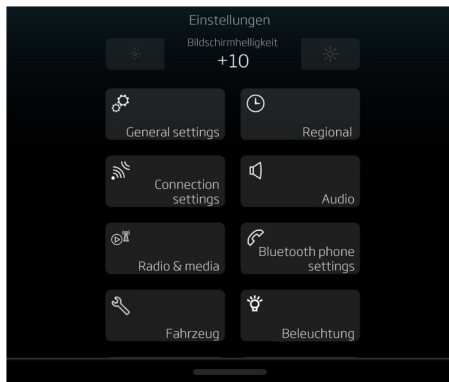 Einstellungen
Bildschirmhelligkeit
+10
General settings
Regional
Connection
settings
Audio
Radio & media
Bluetooth phone
settings
Fahrzeug
Beleuchtung